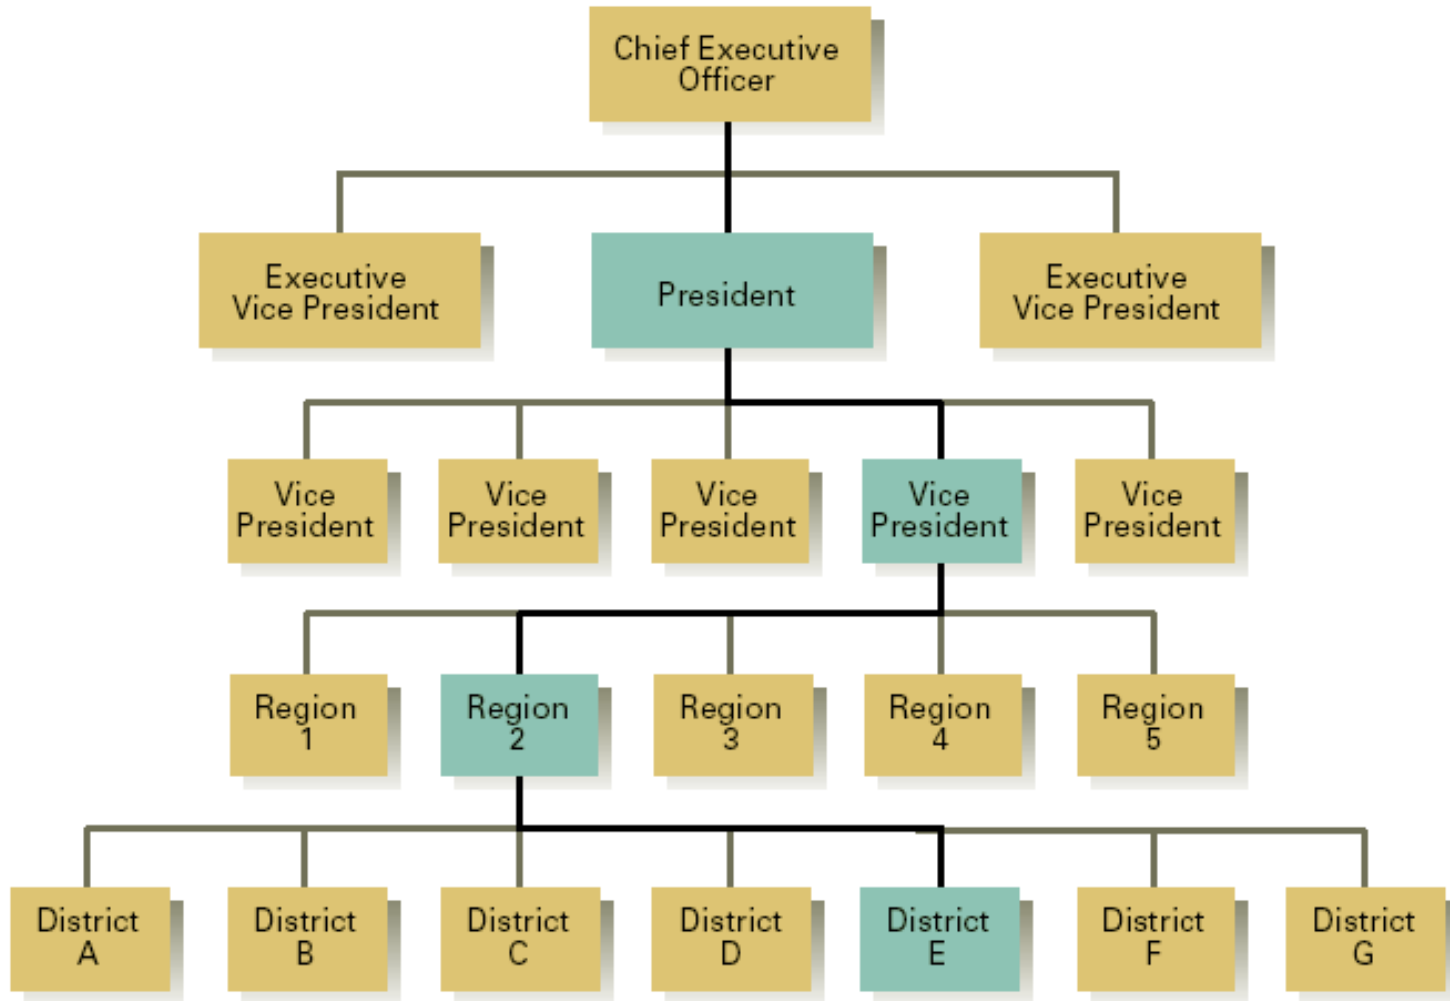 Chief Executive
Officer
Executive
Vice President
President
Executive
Vice President
Vice
President
Vice
President
Vice
President
Vice
President
Vice
President
Region
1
Region
2
Region
3
Region
4
Region
5
District
A
District
B
District
C
District
D
District
E
District
F
District
G